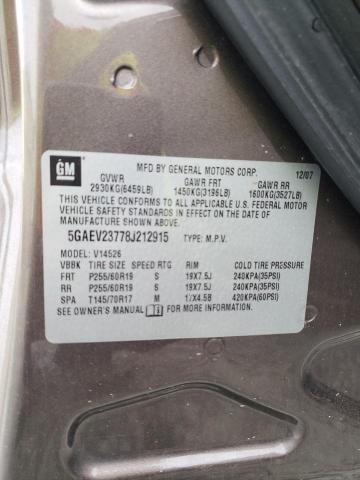 GM
MFD BY GENERAL MOTORS CORP. 12/07
GVWR GAWR FRT GAWR RR
2930KG(6459LB) 1450KG(3196LB) 1600KG(3527LB)
THIS VEHICLE CONFORMS TO ALL APPLICABLE U.S. FEDERAL
MOTOR VEHICLE SAFETY STANDARDS IN EFFECT ON THE DATE
OF MANUFACTURE SHOWN ABOVE.
5GAEV23778J212915 TYPE: M.P.V.
MODEL: V14526
VBBK TIRE SIZE SPEED RTG RIM COLD TIRE PRESSURE
FRT P255/60R19 S 19X7.5J 240KPA(35PSI)
RR P255/60R19 S 19X7.5J 240KPA(35PSI)
SPA T145/70R17 M 17X4.5B 420KPA(60PSI)
SEE OWNER'S MANUAL FOR MORE INFORMATION.